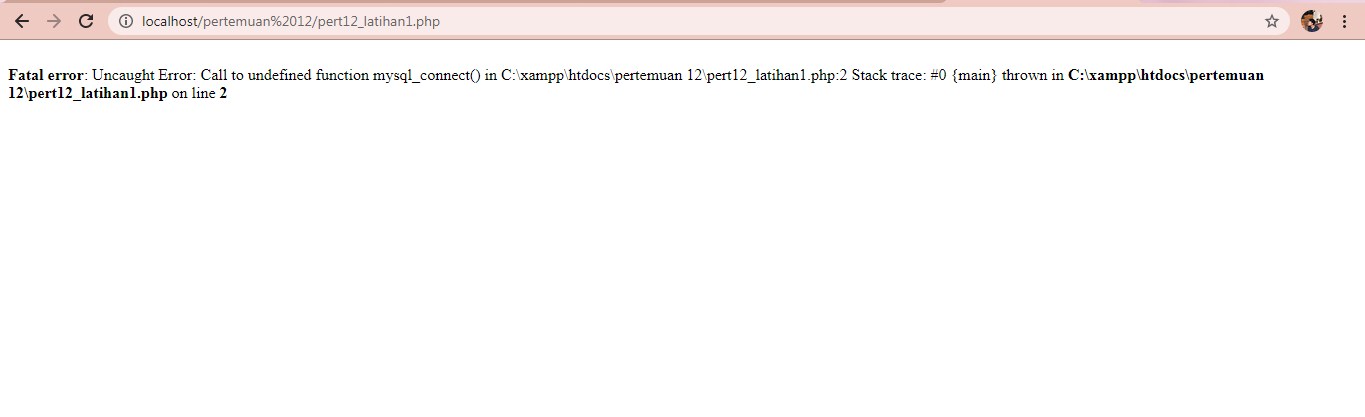 localhost/pertemuan%2012/pert12_latihan1.php
Fatal error: Uncaught Error: Call to undefined function mysql_connect() in C:\xampp\htdocs\pertemuan 12\pert12_latihan1.php:2 Stack trace: #0 {main} thrown in C:\xampp\htdocs\pertemuan
12\pert12_latihan1.php on line 2